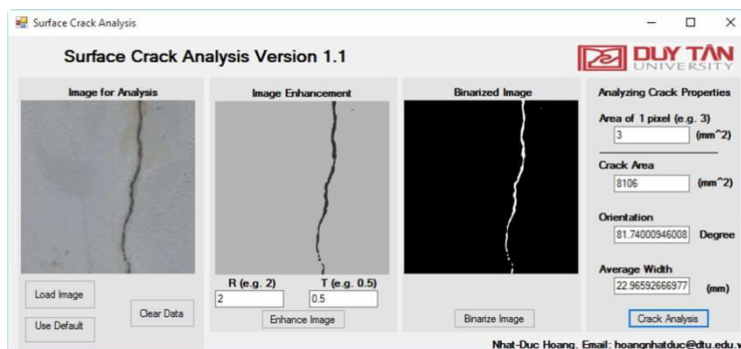 Surface Crack Analysis
Surface Crack Analysis Version 1.1
DUY TÂN
UNIVERSITY
Image for Analysis
Load Image
Use Default
Clear Data
Image Enhancement
R (e.g. 2)
T (e.g. 0.5)
2
0.5
Enhance Image
Binarized Image
Binarize Image
Analyzing Crack Properties
Area of 1 pixel (e.g. 3)
3 (mm^2)
Crack Area
8106 (mm^2)
Orientation
81.74000946008 Degree
Average Width
22.96592666977 (mm)
Crack Analysis
Nhat-Duc Hoang. Email: hoangnhatduc@dtu.edu.v